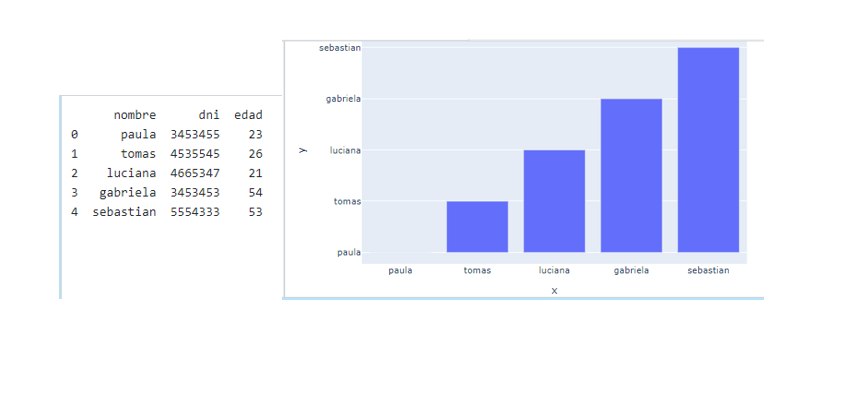 nombre dni edad
0 paula 3453455 23
1 tomas 4535545 26
2 luciana 4665347 21
3 gabriela 3453453 54
4 sebastian 5554333 53
sebastian
gabriela
luciana
tomas
paula
y
paula tomas luciana gabriela sebastian
x